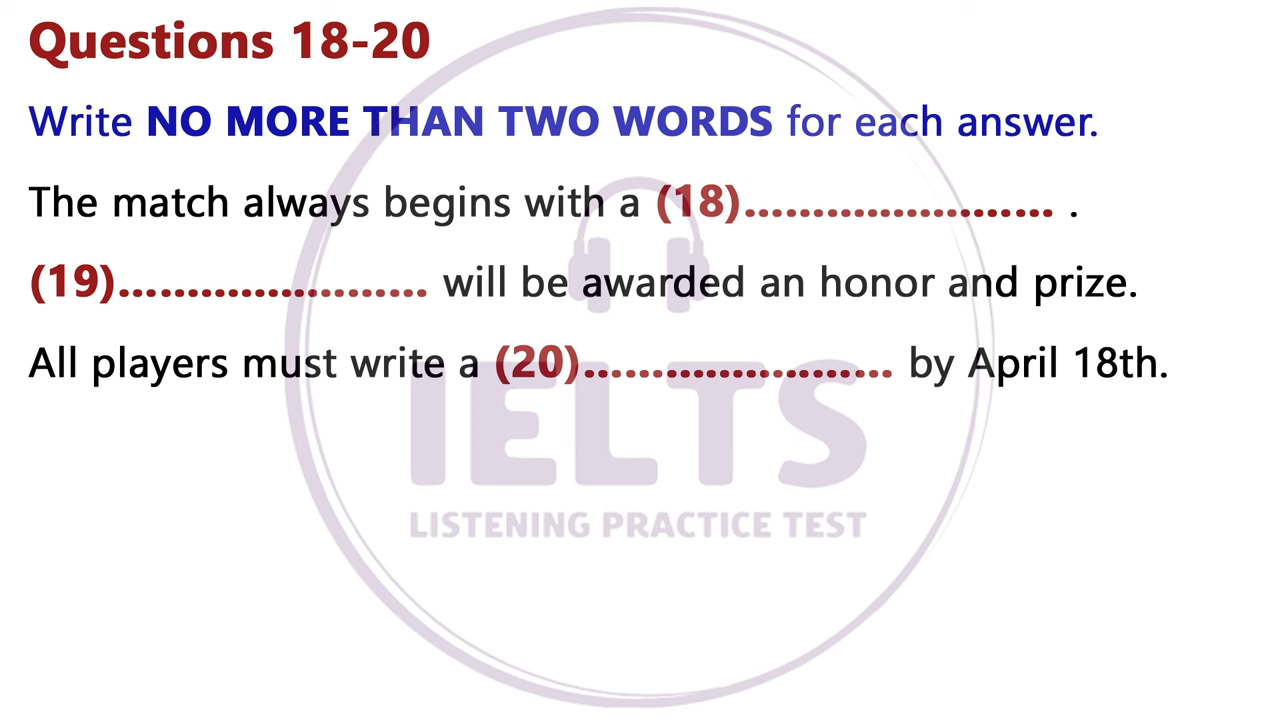 Questions 18-20
Write NO MORE THAN TWO WORDS for each answer.
The match always begins with a (18)....................... .
(19)....................... will be awarded an honor and prize.
All players must write a (20)....................... by April 18th.
IELTS
LISTENING PRACTICE TEST